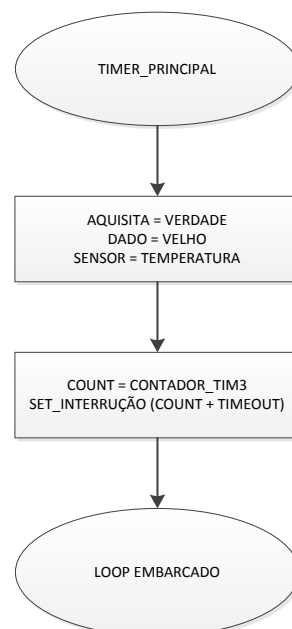 TIMER_PRINCIPAL
AQUISITA = VERDADE
DADO = VELHO
SENSOR = TEMPERATURA
COUNT = CONTADOR_TIM3
SET_INTERRUÇÃO (COUNT + TIMEOUT)
LOOP EMBARCADO